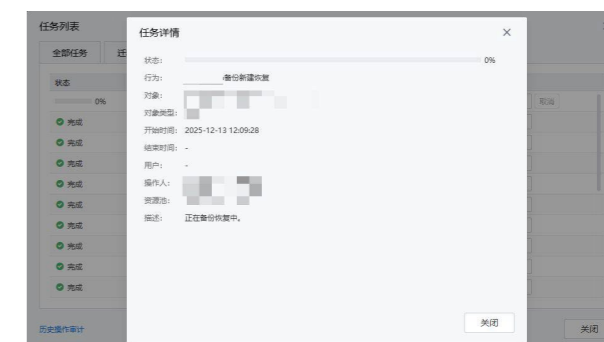 任务列表
全部任务
迁
状态
0%
取消
完成
完成
完成
完成
完成
完成
完成
完成
完成
历史操作审计
关闭
任务详情
状态: 0%
行为: 备份新建恢复
对象:
对象类型:
开始时间: 2025-12-13 12:09:28
结束时间: -
用户: -
操作人:
资源池:
描述: 正在备份恢复中。
关闭